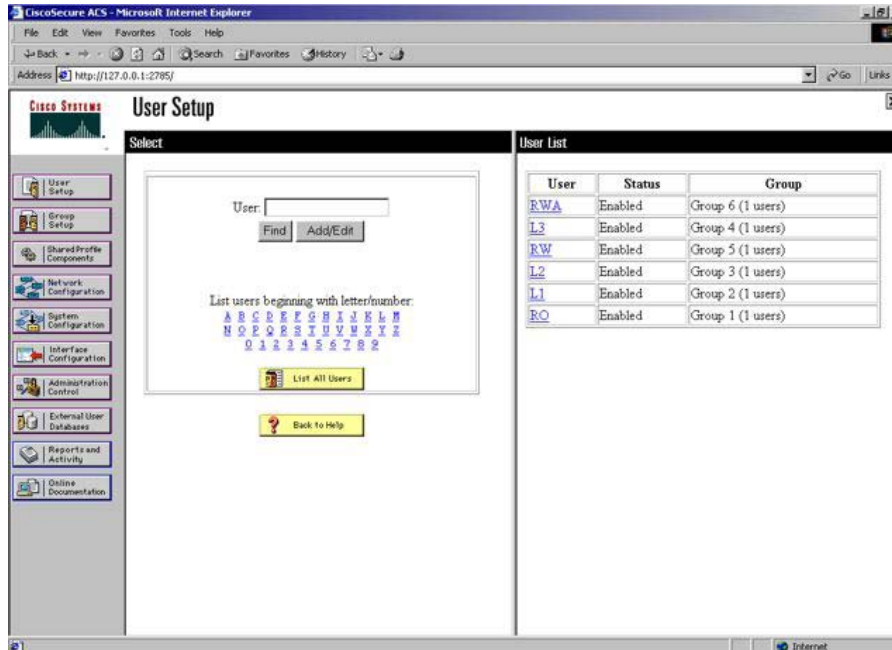 CiscoSecure ACS - Microsoft Internet Explorer
File Edit View Favorites Tools Help
Back Search Favorites History
Address http://127.0.0.1:2785/ Go Links
CISCO SYSTEMS
User Setup
Select
User List
User Setup
Group Setup
Shared Profile Components
Network Configuration
System Configuration
Interface Configuration
Administration Control
External User Databases
Reports and Activity
Online Documentation
User:
Find Add/Edit
List users beginning with letter/number:
A B C D E F G H I J K L M
N O P Q R S T U V W X Y Z
0 1 2 3 4 5 6 7 8 9
List All Users
Back to Help
User Status Group
RWA Enabled Group 6 (1 users)
L3 Enabled Group 4 (1 users)
RW Enabled Group 5 (1 users)
L2 Enabled Group 3 (1 users)
L1 Enabled Group 2 (1 users)
RO Enabled Group 1 (1 users)
Internet